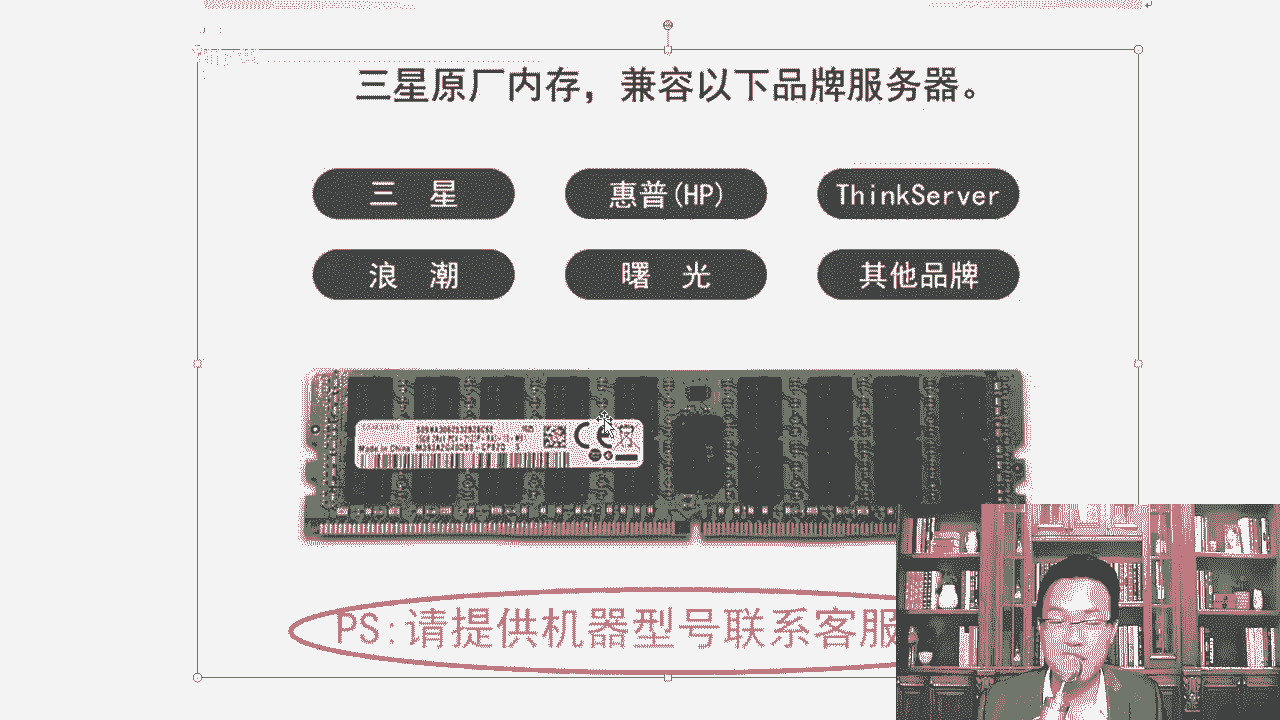 三星原厂内存，兼容以下品牌服务器。
三 星
惠普(HP)
ThinkServer
浪 潮
曙 光
其他品牌
Made in China
PS:请提供机器型号联系客服